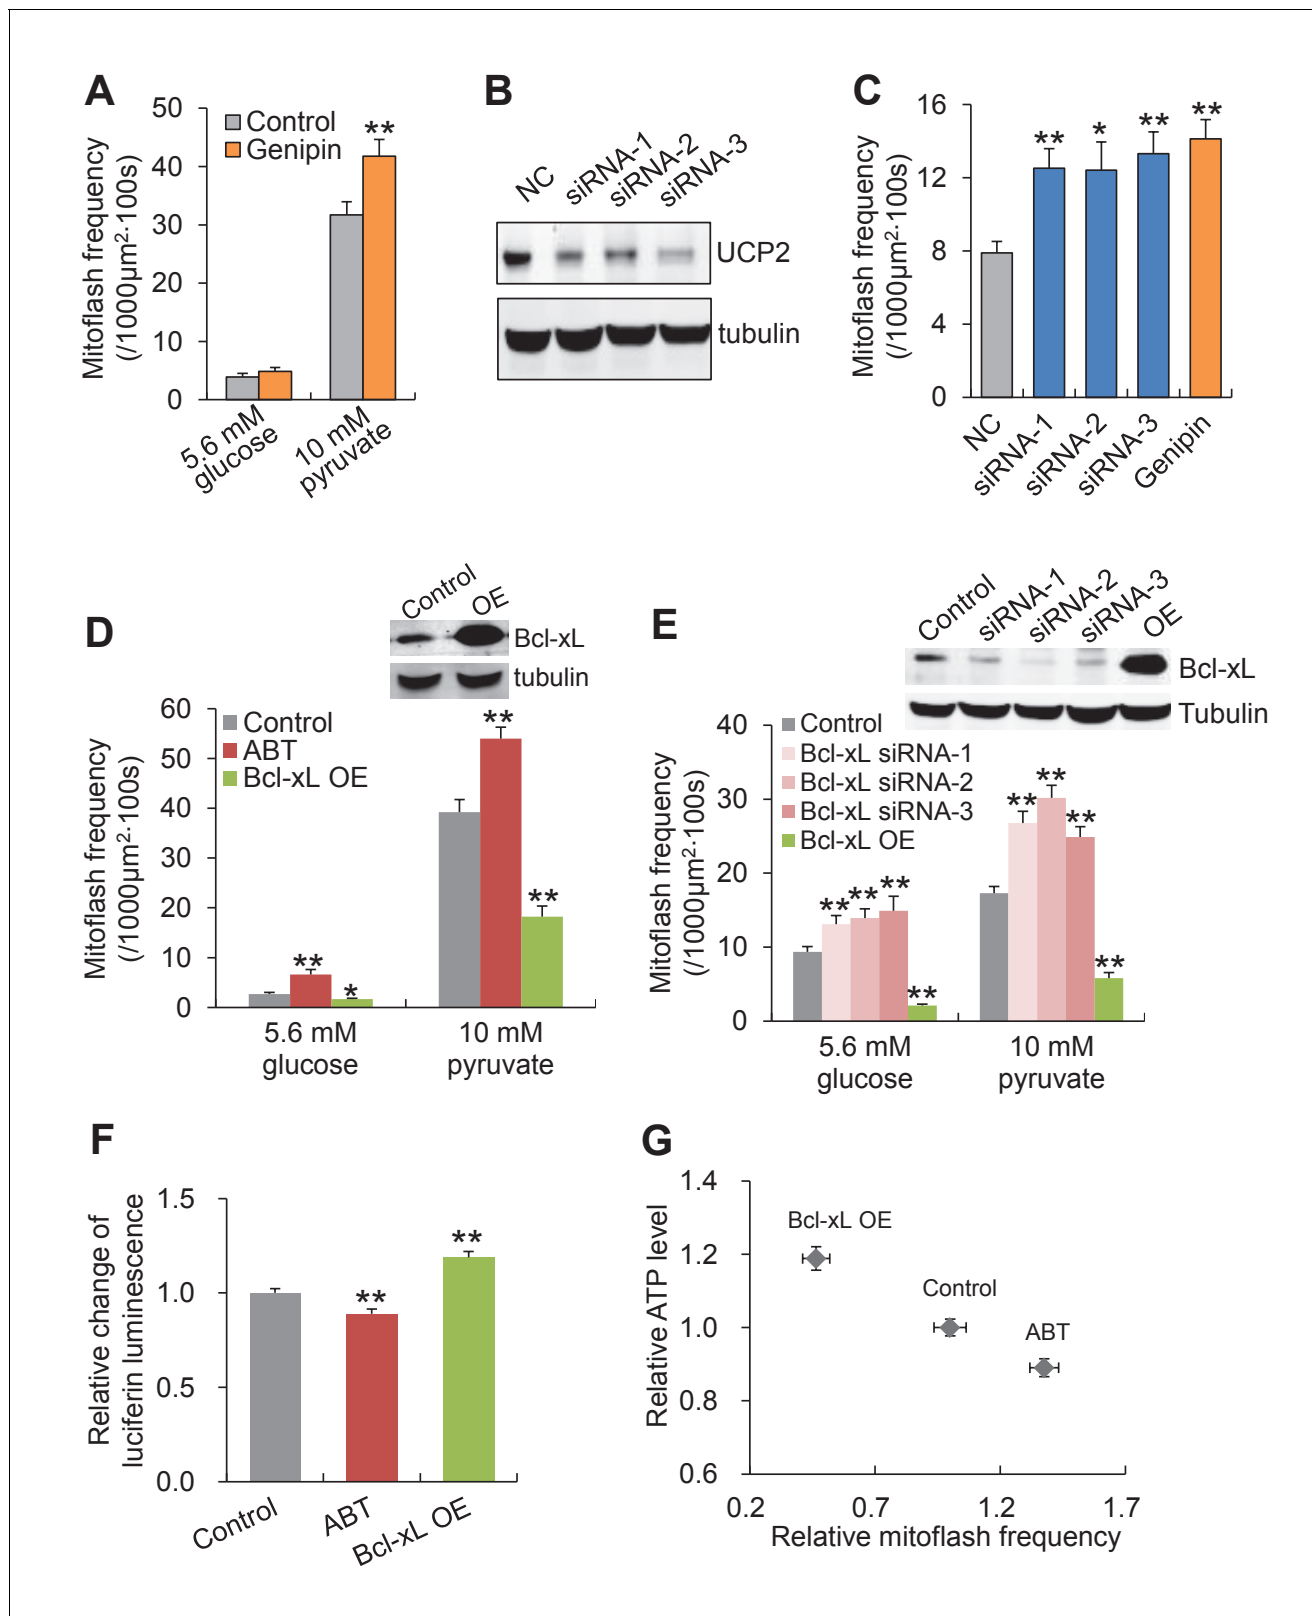 A
Mitoflash frequency
(/1000µm²·100s)
50
40
30
20
10
0
Control
Genipin
**
5.6 mM
glucose
10 mM
pyruvate
B
NC
siRNA-1
siRNA-2
siRNA-3
UCP2
tubulin
C
Mitoflash frequency
(/1000µm²·100s)
16
12
8
4
0
**
*
**
**
NC
siRNA-1
siRNA-2
siRNA-3
Genipin
D
Control
OE
Bcl-xL
tubulin
Mitoflash frequency
(/1000µm²·100s)
60
50
40
30
20
10
0
Control
ABT
Bcl-xL OE
**
*
**
**
5.6 mM
glucose
10 mM
pyruvate
E
Control
siRNA-1
siRNA-2
siRNA-3
OE
Bcl-xL
Tubulin
Mitoflash frequency
(/1000µm²·100s)
40
30
20
10
0
Control
Bcl-xL siRNA-1
Bcl-xL siRNA-2
Bcl-xL siRNA-3
Bcl-xL OE
**
**
**
**
**
**
**
**
5.6 mM
glucose
10 mM
pyruvate
F
Relative change of
luciferin luminescence
1.5
1.0
0.5
0.0
**
**
Control
ABT
Bcl-xL OE
G
Relative ATP level
1.4
1.2
1.0
0.8
0.6
Bcl-xL OE
Control
ABT
0.2 0.7 1.2 1.7
Relative mitoflash frequency